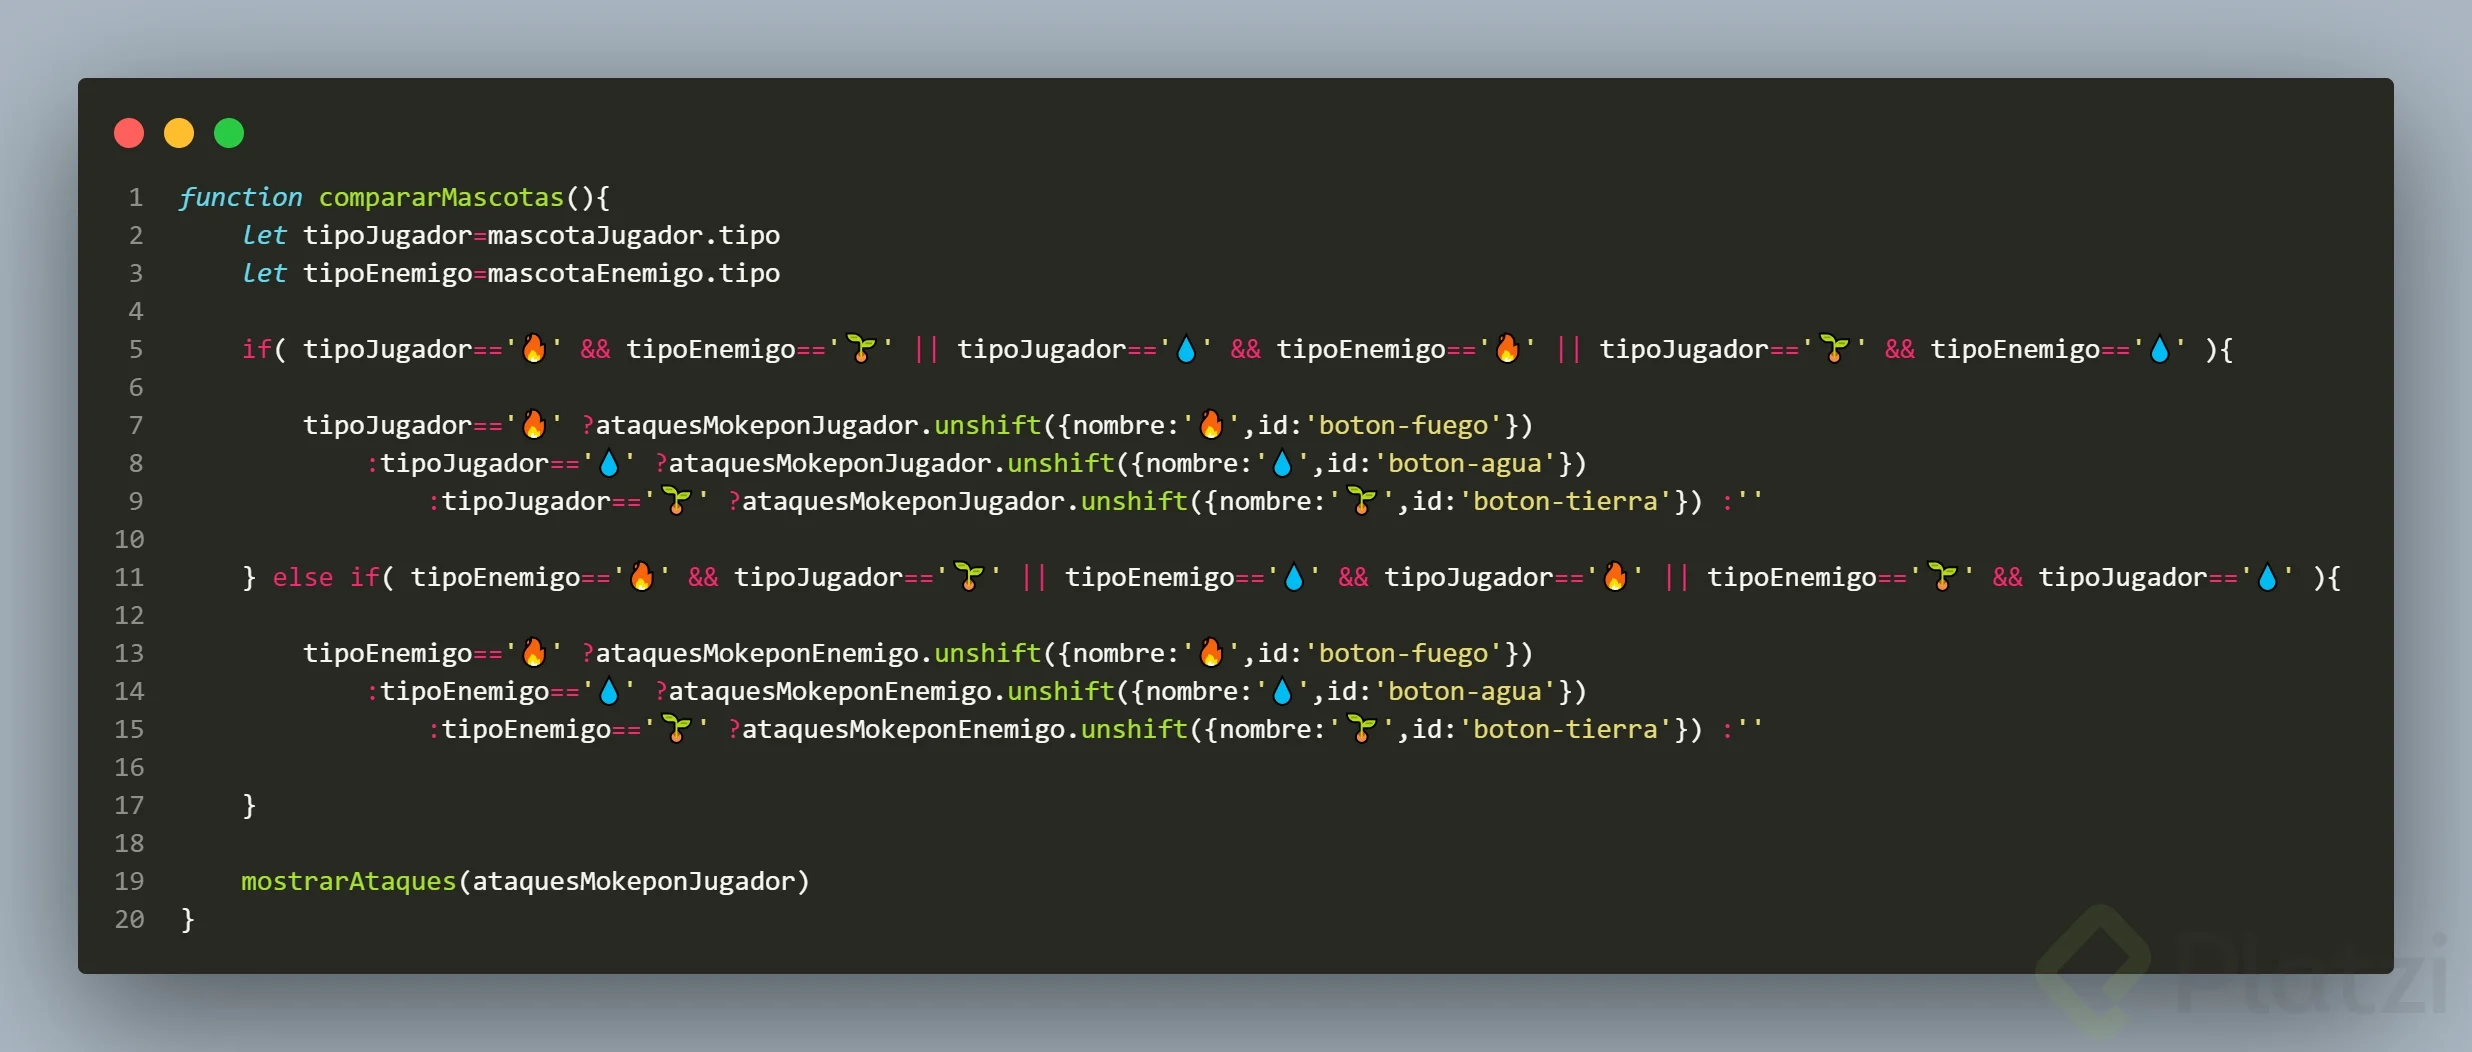 1 function compararMascotas(){
2 let tipoJugador=mascotaJugador.tipo
3 let tipoEnemigo=mascotaEnemigo.tipo
4
5 if( tipoJugador=='🔥' && tipoEnemigo=='🌱' || tipoJugador=='💧' && tipoEnemigo=='🔥' || tipoJugador=='🌱' && tipoEnemigo=='💧' ){
6
7 tipoJugador=='🔥' ?ataquesMokeponJugador.unshift({nombre:'🔥',id:'boton-fuego'})
8 :tipoJugador=='💧' ?ataquesMokeponJugador.unshift({nombre:'💧',id:'boton-agua'})
9 :tipoJugador=='🌱' ?ataquesMokeponJugador.unshift({nombre:'🌱',id:'boton-tierra'}) :''
10
11 } else if( tipoEnemigo=='🔥' && tipoJugador=='🌱' || tipoEnemigo=='💧' && tipoJugador=='🔥' || tipoEnemigo=='🌱' && tipoJugador=='💧' ){
12
13 tipoEnemigo=='🔥' ?ataquesMokeponEnemigo.unshift({nombre:'🔥',id:'boton-fuego'})
14 :tipoEnemigo=='💧' ?ataquesMokeponEnemigo.unshift({nombre:'💧',id:'boton-agua'})
15 :tipoEnemigo=='🌱' ?ataquesMokeponEnemigo.unshift({nombre:'🌱',id:'boton-tierra'}) :''
16
17 }
18
19 mostrarAtaques(ataquesMokeponJugador)
20 }
Platzi